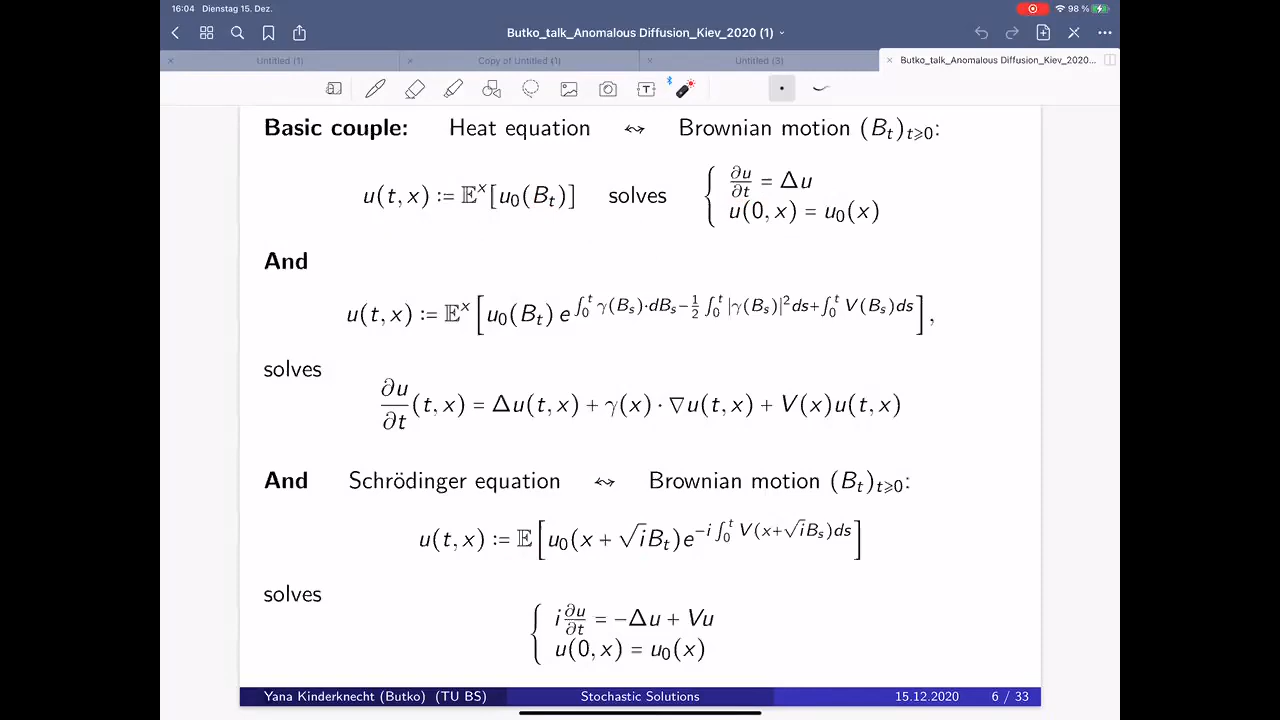 16:04 Dienstag 15. Dez. 98 %
Butko_talk_Anomalous Diffusion_Kiev_2020 (1)
Untitled (1) Copy of Untitled (1) Untitled (3) Butko_talk_Anomalous Diffusion_Kiev_2020...
T
Basic couple: Heat equation ↭ Brownian motion (B_t)_{t⩾0}:
u(t, x) := 𝔼^x[u_0(B_t)] solves { ∂u/∂t = Δu
u(0, x) = u_0(x)
And
u(t, x) := 𝔼^x [ u_0(B_t) e^{∫_0^t γ(B_s)·dB_s − 1/2 ∫_0^t |γ(B_s)|^2 ds + ∫_0^t V(B_s)ds} ],
solves
∂u/∂t (t, x) = Δu(t, x) + γ(x) · ∇u(t, x) + V(x)u(t, x)
And Schrödinger equation ↭ Brownian motion (B_t)_{t⩾0}:
u(t, x) := 𝔼 [ u_0(x + √i B_t) e^{−i ∫_0^t V(x+√i B_s)ds} ]
solves
{ i ∂u/∂t = −Δu + Vu
u(0, x) = u_0(x)
Yana Kinderknecht (Butko) (TU BS) Stochastic Solutions 15.12.2020 6 / 33